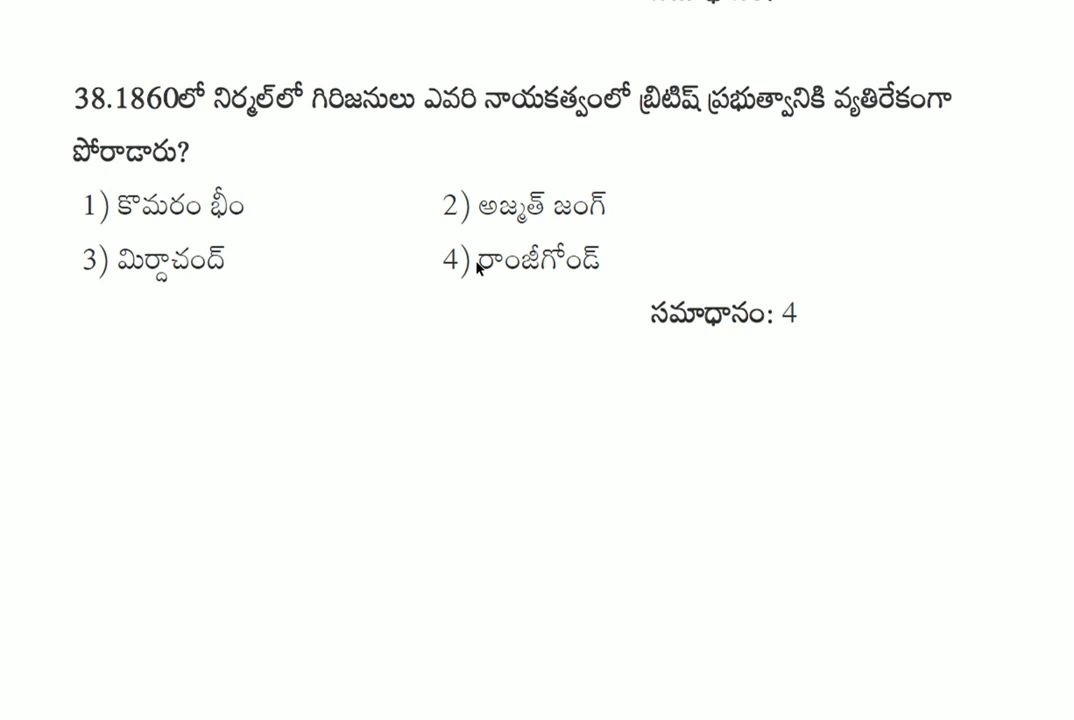 38.1860లో నిర్మల్‌లో గిరిజనులు ఎవరి నాయకత్వంలో బ్రిటిష్ ప్రభుత్వానికి వ్యతిరేకంగా
పోరాడారు?
1) కొమరం భీం 2) అజ్మత్ జంగ్
3) మిర్దాచంద్ 4) రాంజీగోండ్
సమాధానం: 4